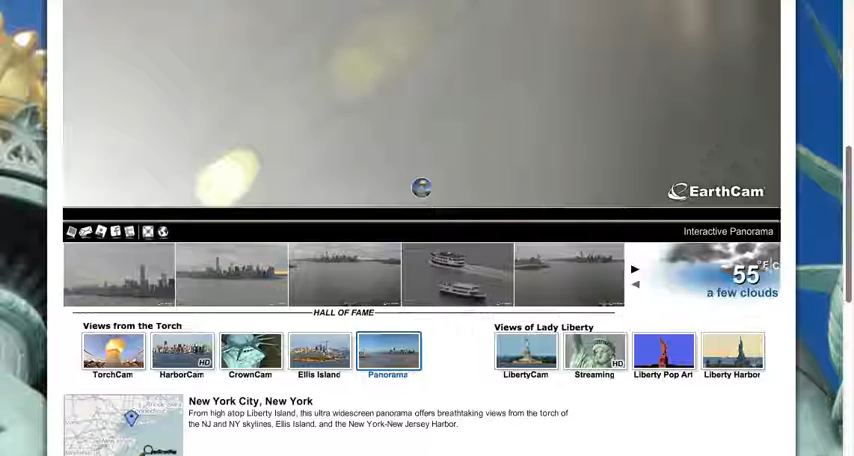 EarthCam
Interactive Panorama
55°F|C
a few clouds
HALL OF FAME
Views from the Torch
Views of Lady Liberty
HD
HD
TorchCam
HarborCam
CrownCam
Ellis Island
Panorama
LibertyCam
Streaming
Liberty Pop Art
Liberty Harbor
New York City, New York
From high atop Liberty Island, this ultra widescreen panorama offers breathtaking views from the torch of
the NJ and NY skylines, Ellis Island, and the New York-New Jersey Harbor.